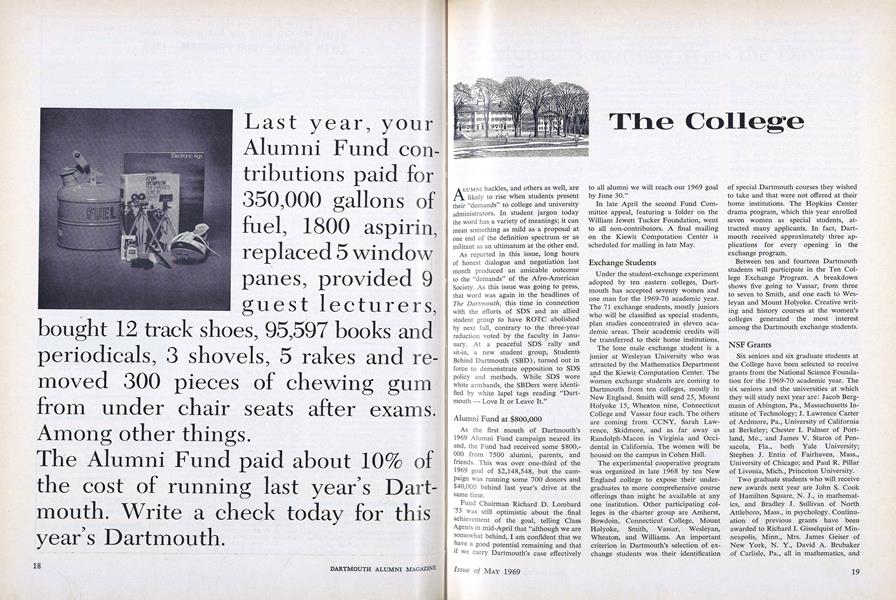 Electronic Age
FUEL
Last year, your
Alumni Fund con-
tributions paid for
350,000 gallons of
fuel, 1800 aspirin,
replaced 5 window
panes, provided 9
guest lecturers,
bought 12 track shoes, 95,597 books and
periodicals, 3 shovels, 5 rakes and re-
moved 300 pieces of chewing gum
from under chair seats after exams.
Among other things.
The Alumni Fund paid about 10% of
the cost of running last year's Dart-
mouth. Write a check today for this
year's Dartmouth.
18
DARTMOUTH ALUMNI MAGAZINE
The College
ALUMNI hackles, and others as well, are
likely to rise when students present
their "demands" to college and university
administrators. In student jargon today
the word has a variety of meanings; it can
mean something as mild as a proposal at
one end of the definition spectrum or as
militant as an ultimatum at the other end.
As reported in this issue, long hours
of honest dialogue and negotiation last
month produced an amicable outcome
to the "demands" of the Afro-American
Society. As this issue was going to press,
that word was again in the headlines of
The Dartmouth, this time in connection
with the efforts of SDS and an allied
student group to have ROTC abolished
by next fall, contrary to the three-year
reduction voted by the faculty in Janu-
ary. At a peaceful SDS rally and
sit-in, a new student group, Students
Behind Dartmouth (SBD), turned out in
force to demonstrate opposition to SDS
policy and methods. While SDS wore
white armbands, the SBDers were identi-
fied by white lapel tags reading "Dart-
mouth — Love It or Leave It."
Alumni Fund at $800,000
As the first month of Dartmouth's
1969 Alumni Fund campaign neared its
end, the Fund had received some $800,-
000 from 7500 alumni, parents, and
friends. This was over one-third of the
1969 goal of $2,148,548, but the cam-
paign was running some 700 donors and
$40,000 behind last year's drive at the
same time.
Fund Chairman Richard D. Lombard
'53 was still optimistic about the final
achievement of the goal, telling Class
Agents in mid-April that "although we are
somewhat behind, I am confident that we
have a good potential remaining and that
if we carry Dartmouth's case effectively
to all alumni we will reach our 1969 goal
by June 30."
In late April the second Fund Com-
mittee appeal, featuring a folder on the
William Jewett Tucker Foundation, went
to all non-contributors. A final mailing
on the Kiewit Computation Center is
scheduled for mailing in late May.
Exchange Students
Under the student-exchange experiment
adopted by ten eastern colleges, Dart-
mouth has accepted seventy women and
one man for the 1969-70 academic year.
The 71 exchange students, mostly juniors
who will be classified as special students,
plan studies concentrated in eleven aca-
demic areas. Their academic credits will
be transferred to their home institutions.
The lone male exchange student is a
junior at Wesleyan University who was
attracted by the Mathematics Department
and the Kiewit Computation Center. The
women exchange students are coming to
Dartmouth from ten colleges, mostly in
New England. Smith will send 25, Mount
Holyoke 15, Wheaton nine, Connecticut
College and Vassar four each. The others
are coming from CCNY, Sarah Law-
rence, Skidmore, and as far away as
Randolph-Macon in Virginia and Occi-
dental in California. The women will be
housed on the campus in Cohen Hall.
The experimental cooperative program
was organized in late 1968 by ten New
England college to expose their under-
graduates to more comprehensive course
offerings than might be available at any
one institution. Other participating col-
leges in the charter group are Amherst,
Bowdoin, Connecticut College, Mount
Holyoke, Smith, Vassar, Wesleyan,
Wheaton, and Williams. An important
criterion in Dartmouth's selection of ex-
change students was their identification
of special Dartmouth courses they wished
to take and that were not offered at their
home institutions. The Hopkins Center
drama program, which this year enrolled
seven women as special students, at-
tracted many applicants. In fact, Dart-
mouth received approximately three ap-
plications for every opening in the
exchange program.
Between ten and fourteen Dartmouth
students will participate in the Ten Col-
lege Exchange Program. A breakdown
shows five going to Vassar, from three
to seven to Smith, and one each to Wes-
leyan and Mount Holyoke. Creative writ-
ing and history courses at the women's
colleges generated the most interest
among the Dartmouth exchange students.
NSF Grants
Six seniors and six graduate students at
the College have been selected to receive
grants from the National Science Founda-
tion for the 1969-70 academic year. The
six seniors and the universities at which
they will study next year are: Jacob Berg-
mann of Abington, Pa., Massachusetts In-
stitute of Technology; J. Lawrence Carter
of Ardmore, Pa., University of California
at Berkeley; Chester I. Palmer of Port-
land, Me., and James V. Staros of Pen-
sacola, Fla., both Yale University;
Stephen J. Entin of Fairhaven, Mass.,
University of Chicago; and Paul R. Pillar
of Livonia, Mich., Princeton University.
Two graduate students who will receive
new awards next year are John S. Cook
of Hamilton Square, N. J., in mathemat-
ics, and Bradley J. Sullivan of North
Attleboro, Mass., in psychology. Continu-
ation of previous grants have been
awarded to Richard I. Gisselquist of Min-
neapolis, Minn., Mrs. James Geiser of
New York, N. Y., David A. Brubaker
of Carlisle, Pa., all in mathematics, and
Issue of MAY 1969
19